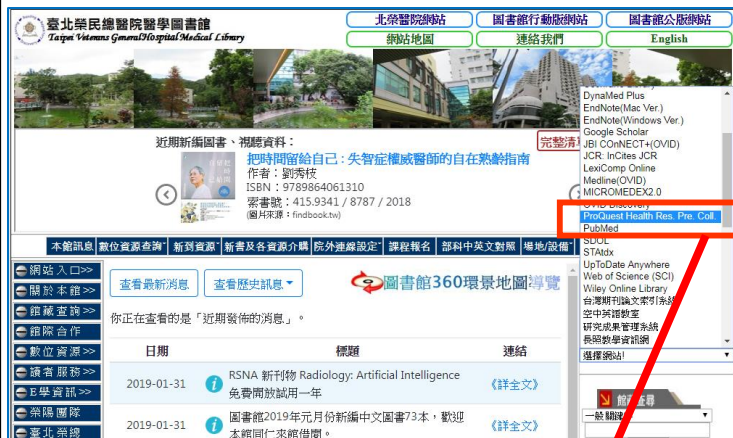 臺北榮民總醫院醫學圖書館
Taipei Veterans General Hospital Medical Library
北榮醫院網站
圖書館行動版網站
圖書館公版網站
網站地圖
連絡我們
English
近期新編圖書、視聽資料：
完整清
把時間留給自己：失智症權威醫師的自在熟齡指南
作者：劉秀枝
ISBN：9789864061310
索書號：415.9341 / 8787 / 2018
(圖片來源：findbook.tw)
DynaMed Plus
EndNote(Mac Ver.)
EndNote(Windows Ver.)
Google Scholar
JBI COnNECT+(OVID)
JCR: InCites JCR
LexiComp Online
Medline(OVID)
MICROMEDEX2.0
OVID Discovery
ProQuest Health Res. Pre. Coll.
PubMed
SDOL
STAtdx
UpToDate Anywhere
Web of Science (SCI)
Wiley Online Library
台灣期刊論文索引系統
空中英語教室
研究成果管理系統
長照教學資訊網
選擇網站!
本館訊息 數位資源查詢 新到資源 新書及各資源介購 院外連線設定 課程報名 部科中英文對照 場地/設備
網站入口>>
關於本館>>
館藏查詢>>
館際合作
數位資源>>
讀者服務>>
E學資訊>>
榮陽團隊
臺北榮總
查看最新消息
查看歷史訊息
圖書館360環景地圖導覽
你正在查看的是「近期發佈的消息」。
日期 標題 連結
2019-01-31 RSNA 新刊物 Radiology: Artificial Intelligence 免費開放試用一年 《詳全文》
2019-01-31 圖書館2019年元月份新編中文圖書73本，歡迎本館同仁來館借閱。 《詳全文》
一般關鍵